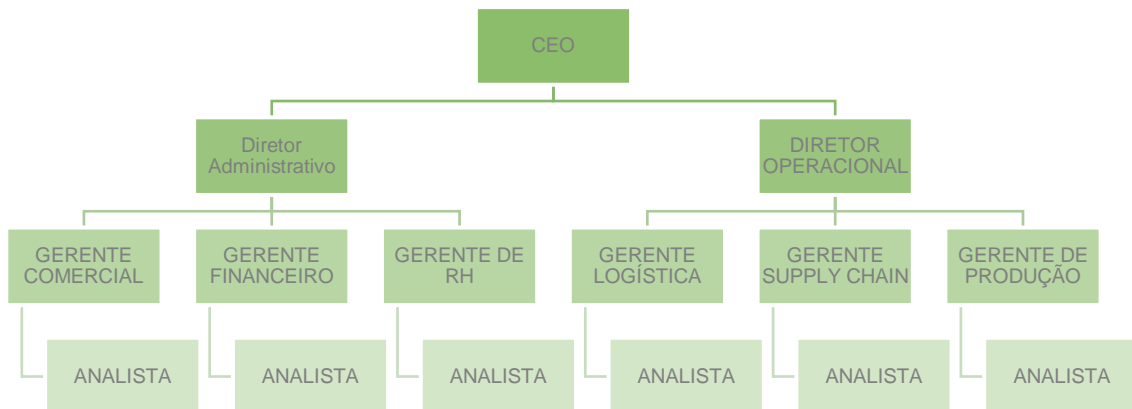 CEO
Diretor
Administrativo
DIRETOR
OPERACIONAL
GERENTE
COMERCIAL
GERENTE
FINANCEIRO
GERENTE DE
RH
GERENTE
LOGÍSTICA
GERENTE
SUPPLY CHAIN
GERENTE DE
PRODUÇÃO
ANALISTA
ANALISTA
ANALISTA
ANALISTA
ANALISTA
ANALISTA